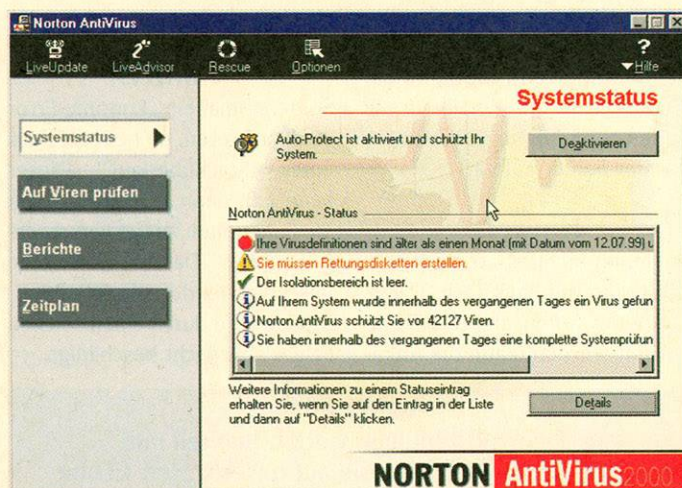 Norton AntiVirus
LiveUpdate LiveAdvisor Rescue Optionen ? Hilfe
Systemstatus
Systemstatus
Auto-Protect ist aktiviert und schützt Ihr
System.
Deaktivieren
Auf Viren prüfen
Norton AntiVirus - Status
Berichte
Ihre Virusdefinitionen sind älter als einen Monat (mit Datum vom 12.07.99) u
Sie müssen Rettungsdisketten erstellen.
Der Isolationsbereich ist leer.
Zeitplan
Auf Ihrem System wurde innerhalb des vergangenen Tages ein Virus gefun
Norton AntiVirus schützt Sie vor 42127 Viren.
Sie haben innerhalb des vergangenen Tages eine komplette Systemprüfun
Weitere Informationen zu einem Statuseintrag
erhalten Sie, wenn Sie auf den Eintrag in der Liste
und dann auf "Details" klicken.
Details
NORTON AntiVirus 2000